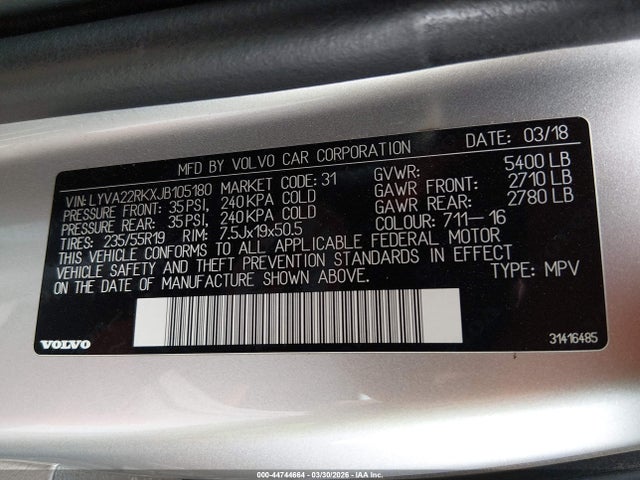 MFD BY VOLVO CAR CORPORATION DATE: 03/18
VIN: LYVA22RKXJB105180 MARKET CODE: 31 GVWR: 5400 LB
PRESSURE FRONT: 35PSI, 240KPA COLD GAWR FRONT: 2710 LB
PRESSURE REAR: 35PSI, 240KPA COLD GAWR REAR: 2780 LB
TIRES: 235/55R19 RIM: 7.5Jx19x50.5 COLOUR: 711-16
THIS VEHICLE CONFORMS TO ALL APPLICABLE FEDERAL MOTOR
VEHICLE SAFETY AND THEFT PREVENTION STANDARDS IN EFFECT
ON THE DATE OF MANUFACTURE SHOWN ABOVE. TYPE: MPV
VOLVO 31416485
000-44744664 - 03/30/2026 - IAA Inc.